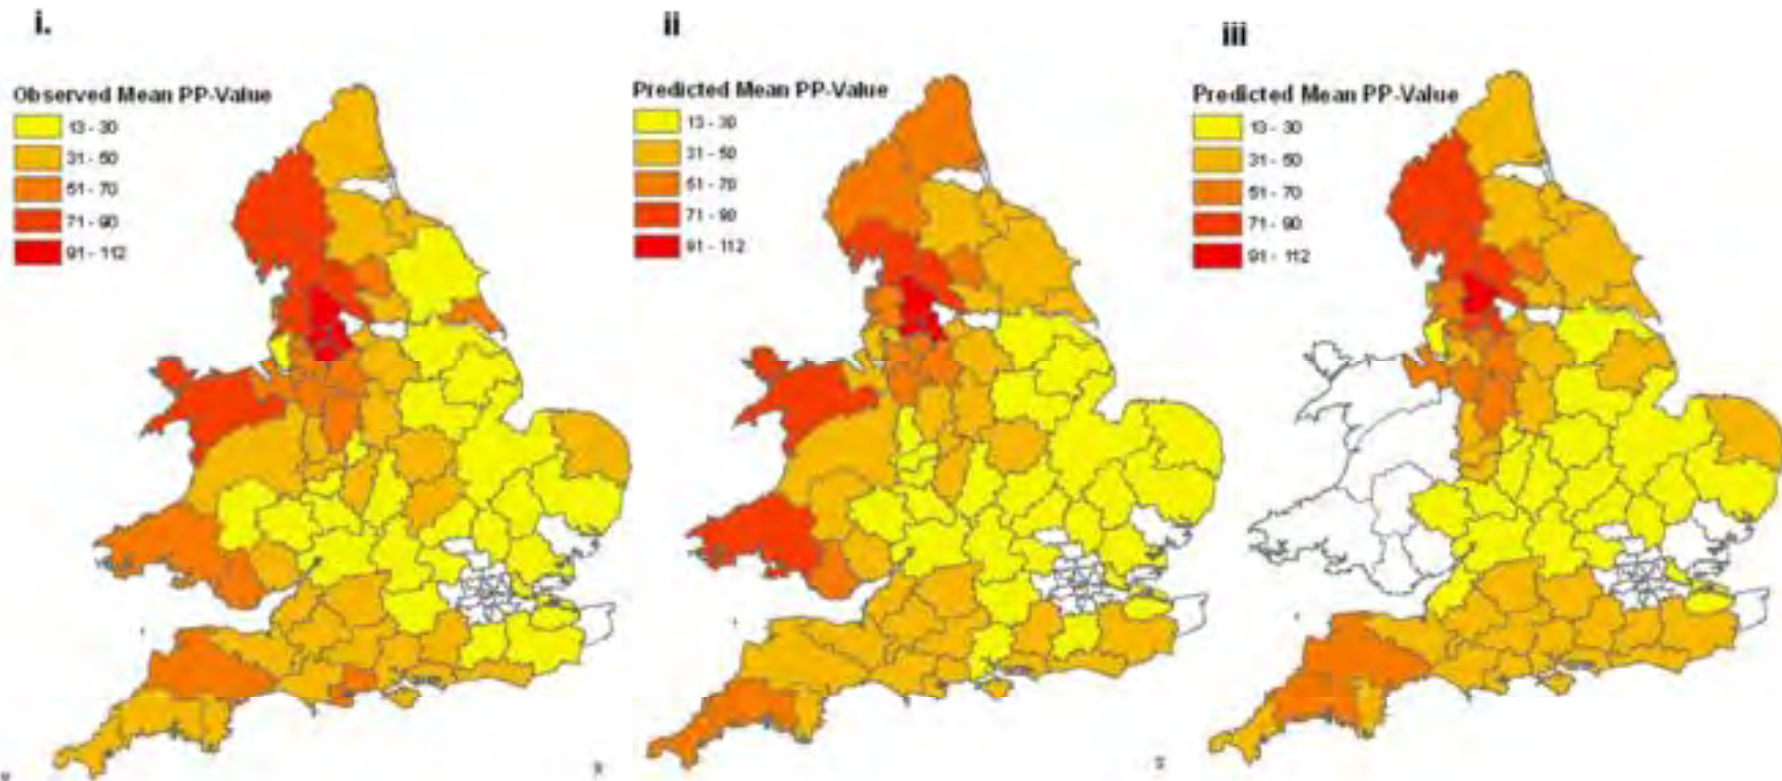 i.
Observed Mean PP-Value
13 - 30
31 - 50
51 - 70
71 - 90
91 - 112
ii
Predicted Mean PP-Value
13 - 30
31 - 50
51 - 70
71 - 90
91 - 112
iii
Predicted Mean PP-Value
13 - 30
31 - 50
51 - 70
71 - 90
91 - 112